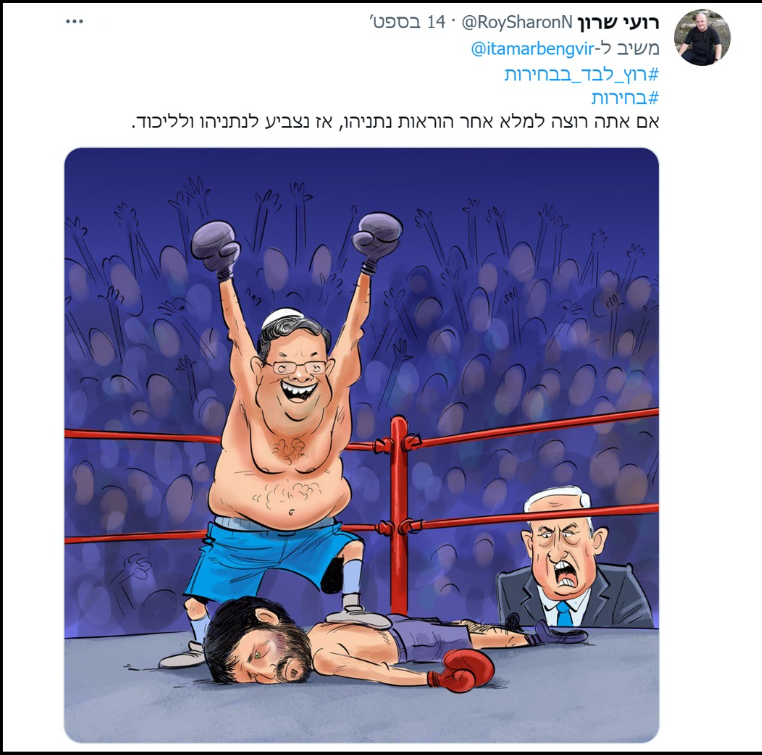 רועי שרון @RoySharonN · 14 בספט׳
משיב ל-@itamarbengvir
#רוץ_לבד_בבחירות
#בחירות
אם אתה רוצה למלא אחר הוראות נתניהו, אז נצביע לנתניהו ולליכוד.